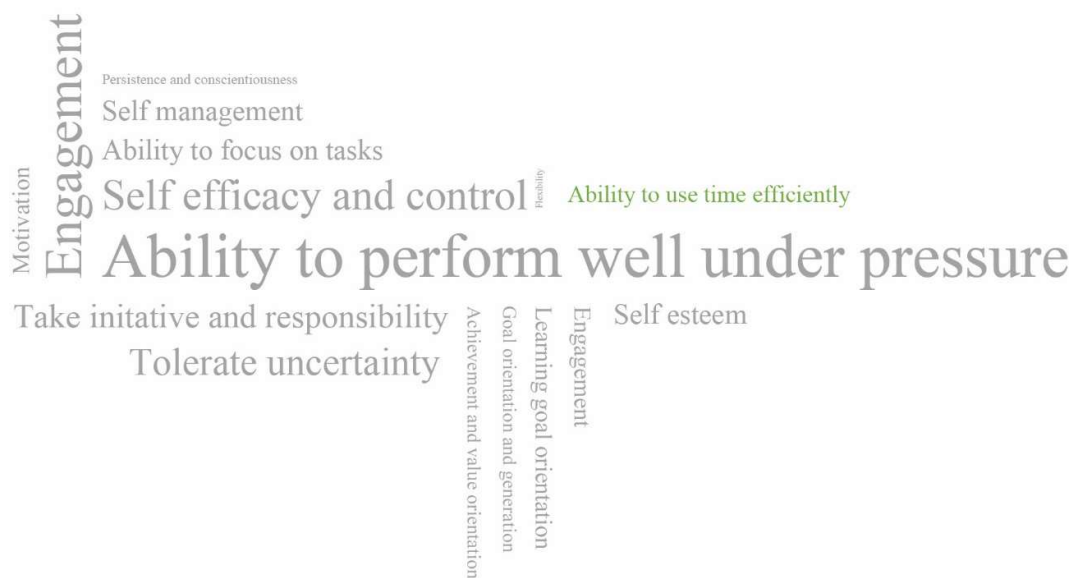 Engagement
Motivation
Persistence and conscientiousness
Self management
Ability to focus on tasks
Self efficacy and control
Flexibility
Ability to use time efficiently
Ability to perform well under pressure
Take initative and responsibility
Tolerate uncertainty
Achievement and value orientation
Goal orientation and generation
Learning goal orientation
Engagement
Self esteem